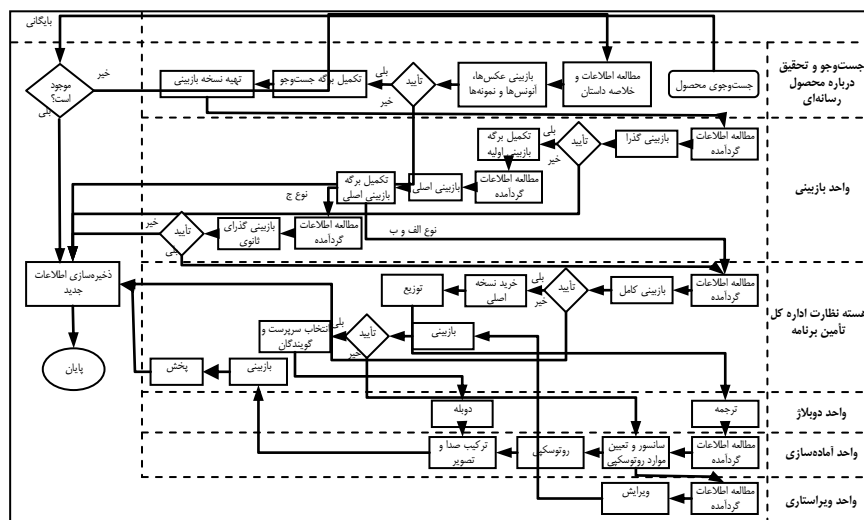 بایگانی
جست‌وجو و تحقیق
درباره محصول
رسانه‌ای
جست‌وجوی محصول
مطالعه اطلاعات و
خلاصه داستان
بازبینی عکس‌ها،
آنونس‌ها و نمونه‌ها
تأیید
بلی
خیر
تکمیل برگه جست‌وجو
تهیه نسخه بازبینی
خیر
موجود
است؟
بلی
واحد بازبینی
مطالعه اطلاعات
گردآمده
بازبینی گذرا
تأیید
بلی
خیر
تکمیل برگه
بازبینی اولیه
مطالعه اطلاعات
گردآمده
بازبینی اصلی
تکمیل برگه
بازبینی اصلی
نوع ج
نوع الف و ب
مطالعه اطلاعات
گردآمده
بازبینی گذرای
ثانوی
تأیید
خیر
بلی
هسته نظارت اداره کل
تأمین برنامه
مطالعه اطلاعات
گردآمده
بازبینی کامل
تأیید
بلی
خیر
خرید نسخه
اصلی
توزیع
ذخیره‌سازی اطلاعات
جدید
بازبینی
تأیید
بلی
خیر
انتخاب سرپرست و
گویندگان
بازبینی
پخش
پایان
واحد دوبلاژ
ترجمه
دوبله
واحد آماده‌سازی
مطالعه اطلاعات
گردآمده
سانسور و تعیین
موارد روتوسکپی
روتوسکپی
ترکیب صدا و
تصویر
واحد ویراستاری
مطالعه اطلاعات
گردآمده
ویرایش